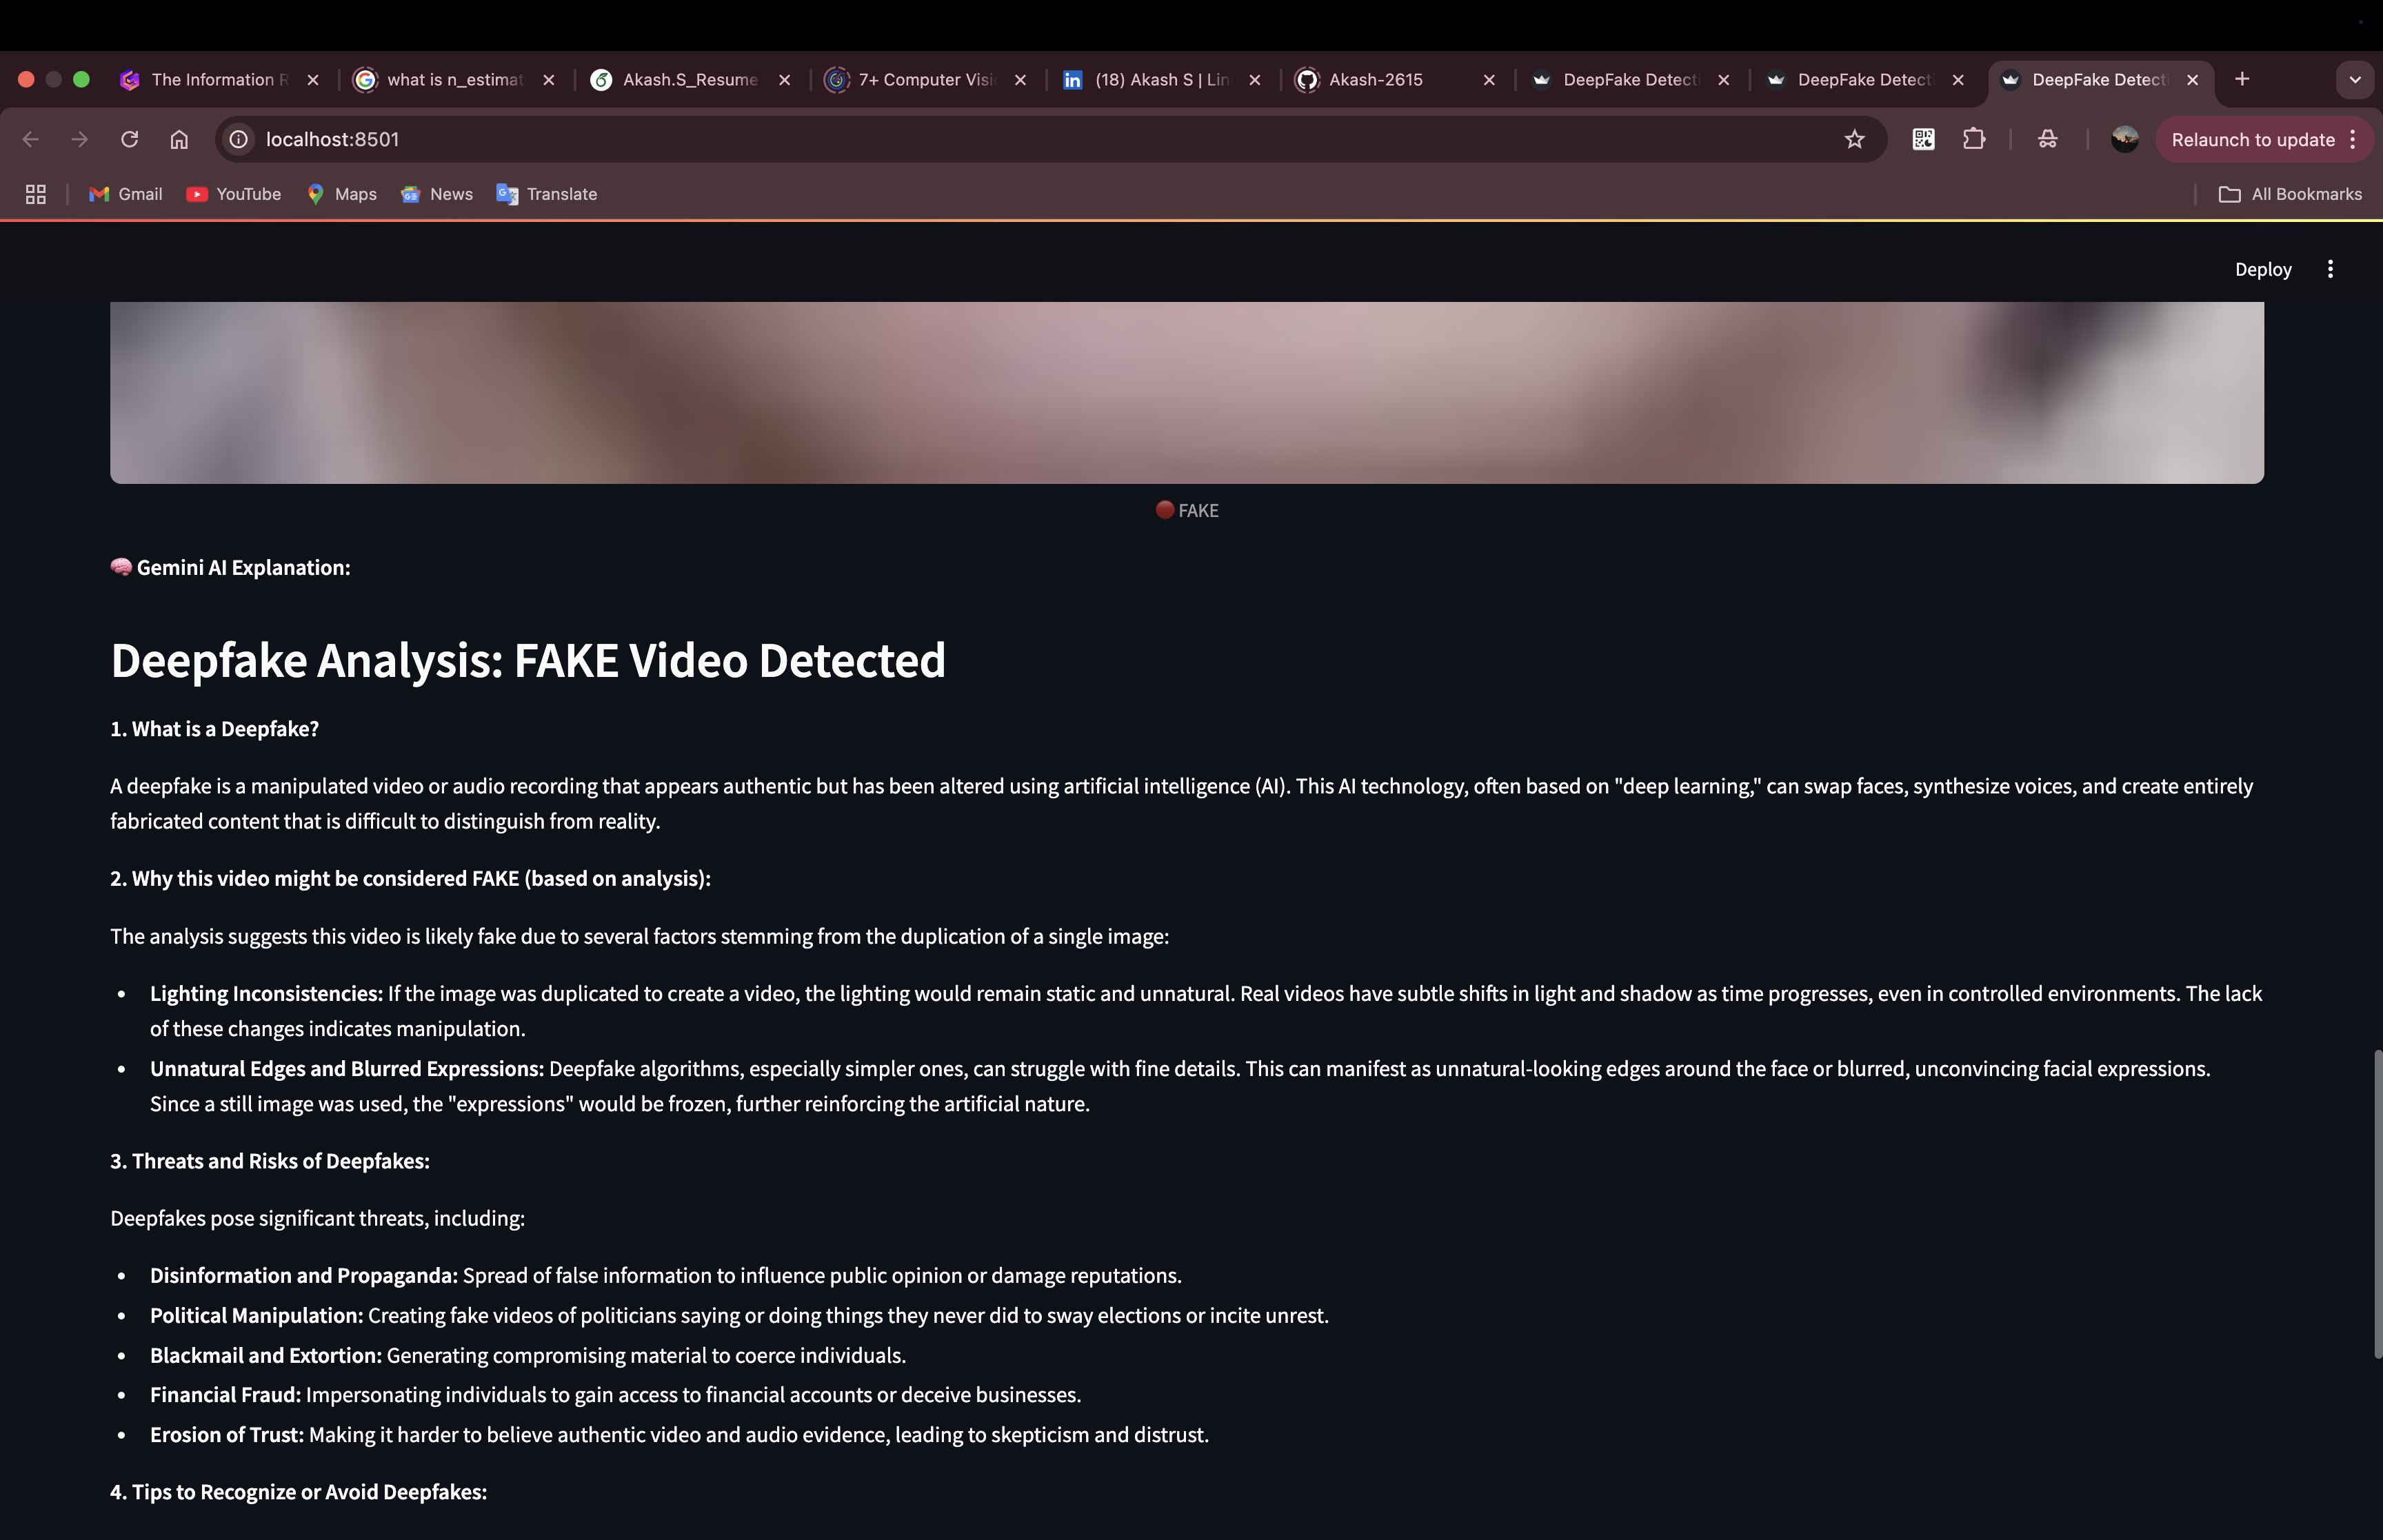 The Information R
what is n_estimat
Akash.S_Resume
7+ Computer Visi
(18) Akash S | Lin
Akash-2615
DeepFake Detecti
DeepFake Detecti
DeepFake Detecti
localhost:8501
Relaunch to update
Gmail
YouTube
Maps
News
Translate
All Bookmarks
Deploy
FAKE
Gemini AI Explanation:
Deepfake Analysis: FAKE Video Detected
1. What is a Deepfake?
A deepfake is a manipulated video or audio recording that appears authentic but has been altered using artificial intelligence (AI). This AI technology, often based on "deep learning," can swap faces, synthesize voices, and create entirely
fabricated content that is difficult to distinguish from reality.
2. Why this video might be considered FAKE (based on analysis):
The analysis suggests this video is likely fake due to several factors stemming from the duplication of a single image:
• Lighting Inconsistencies: If the image was duplicated to create a video, the lighting would remain static and unnatural. Real videos have subtle shifts in light and shadow as time progresses, even in controlled environments. The lack
of these changes indicates manipulation.
• Unnatural Edges and Blurred Expressions: Deepfake algorithms, especially simpler ones, can struggle with fine details. This can manifest as unnatural-looking edges around the face or blurred, unconvincing facial expressions.
Since a still image was used, the "expressions" would be frozen, further reinforcing the artificial nature.
3. Threats and Risks of Deepfakes:
Deepfakes pose significant threats, including:
• Disinformation and Propaganda: Spread of false information to influence public opinion or damage reputations.
• Political Manipulation: Creating fake videos of politicians saying or doing things they never did to sway elections or incite unrest.
• Blackmail and Extortion: Generating compromising material to coerce individuals.
• Financial Fraud: Impersonating individuals to gain access to financial accounts or deceive businesses.
• Erosion of Trust: Making it harder to believe authentic video and audio evidence, leading to skepticism and distrust.
4. Tips to Recognize or Avoid Deepfakes: